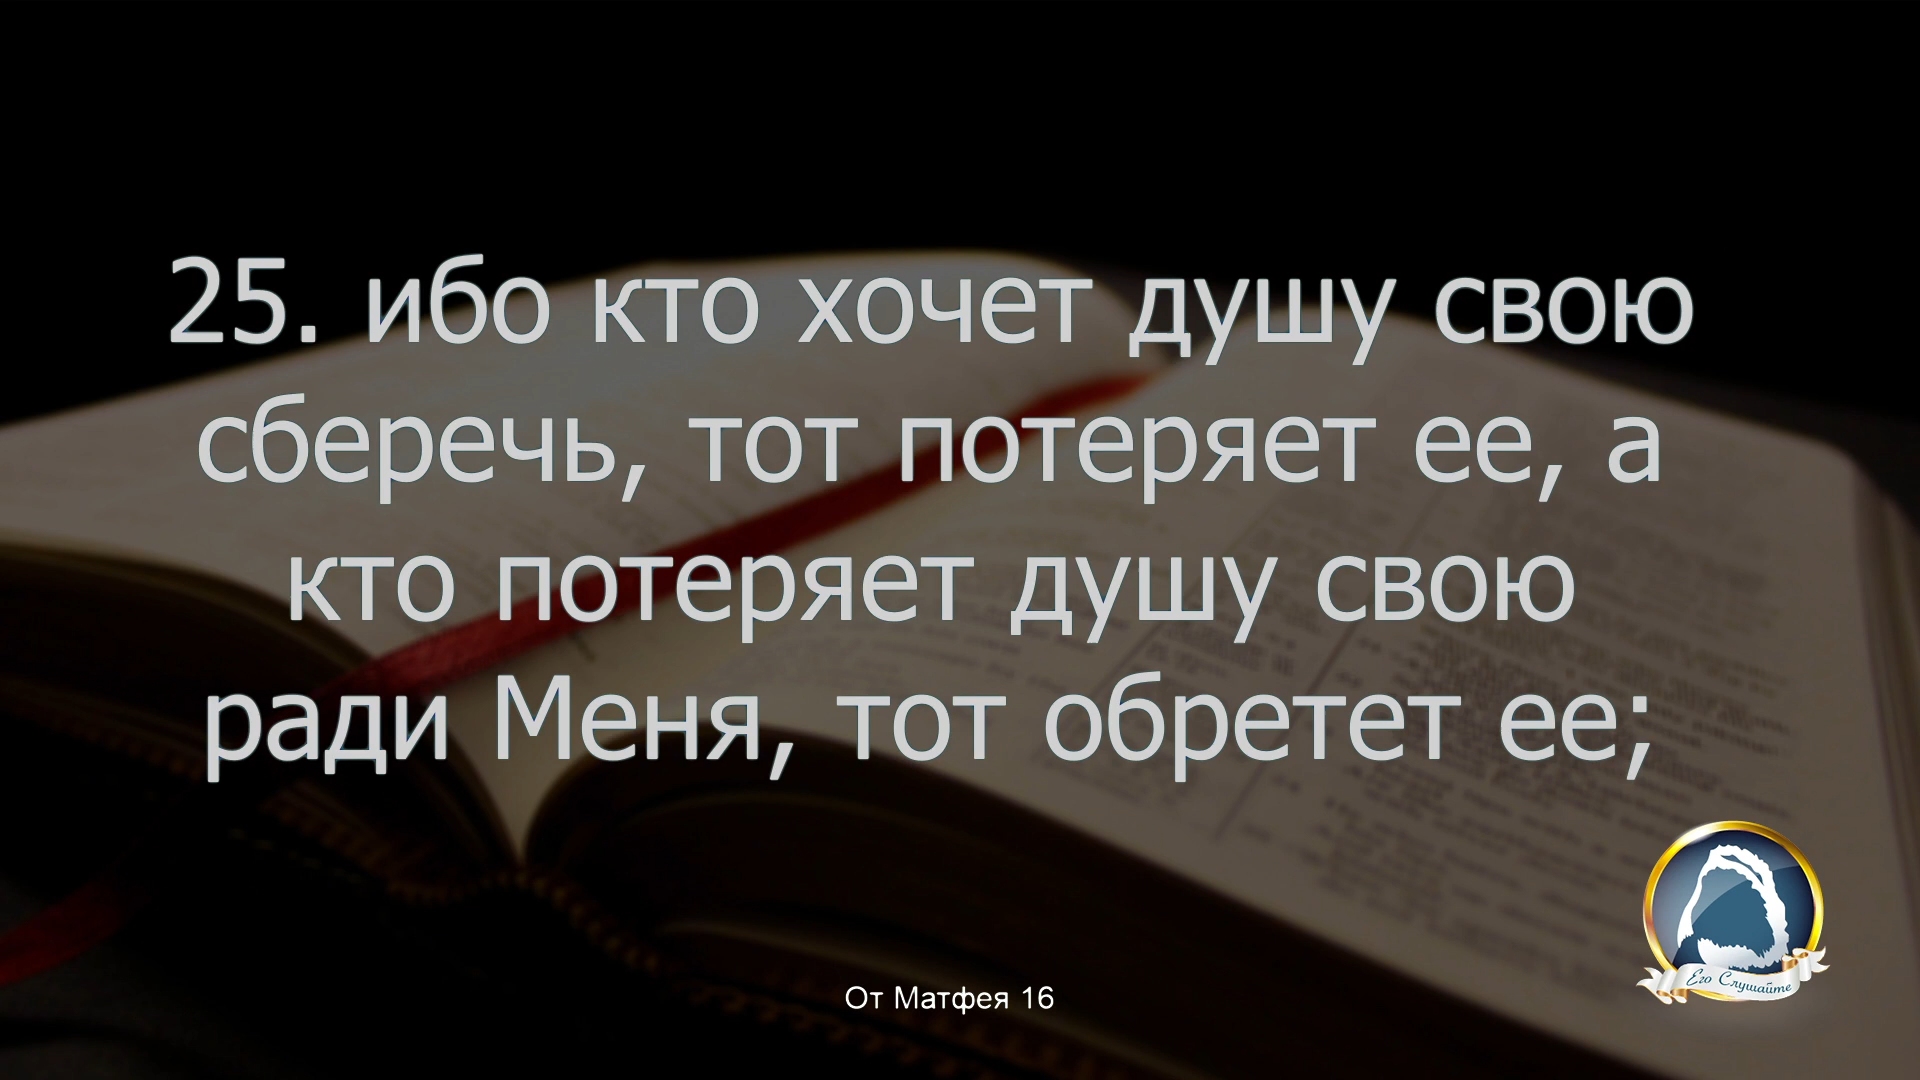 25. ибо кто хочет душу свою
сберечь, тот потеряет ее, а
кто потеряет душу свою
ради Меня, тот обретет ее;
Его Слушайте
От Матфея 16